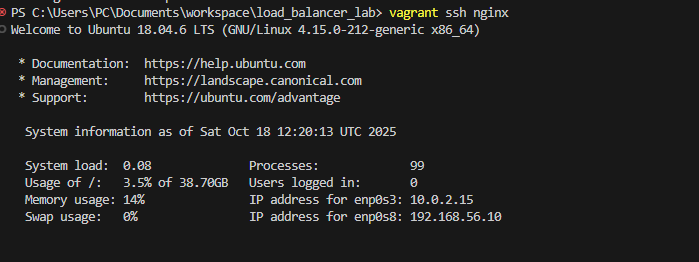 PS C:\Users\PC\Documents\workspace\load_balancer_lab> vagrant ssh nginx
Welcome to Ubuntu 18.04.6 LTS (GNU/Linux 4.15.0-212-generic x86_64)
* Documentation: https://help.ubuntu.com
* Management: https://landscape.canonical.com
* Support: https://ubuntu.com/advantage
System information as of Sat Oct 18 12:20:13 UTC 2025
System load: 0.08 Processes: 99
Usage of /: 3.5% of 38.70GB Users logged in: 0
Memory usage: 14% IP address for enp0s3: 10.0.2.15
Swap usage: 0% IP address for enp0s8: 192.168.56.10